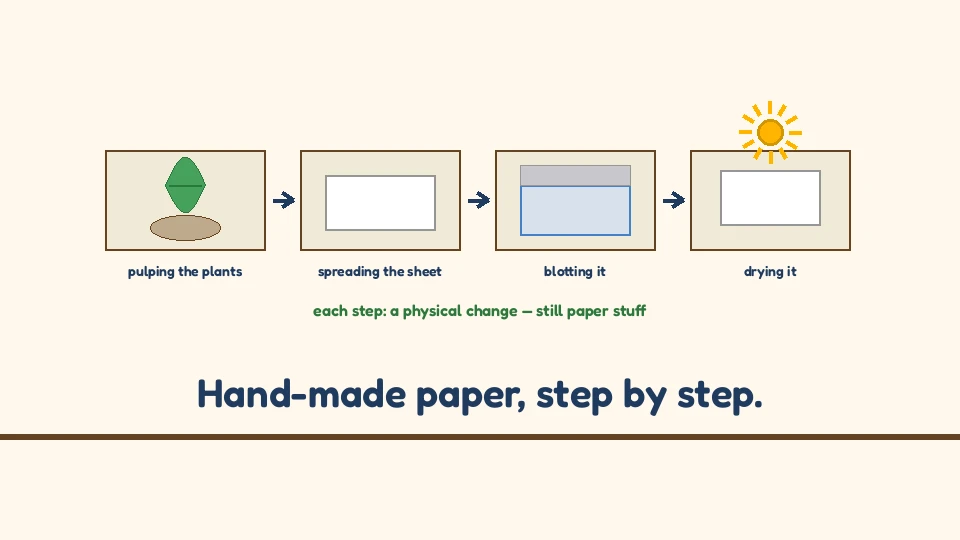 pulping the plants
spreading the sheet
blotting it
drying it
each step: a physical change — still paper stuff
Hand-made paper, step by step.